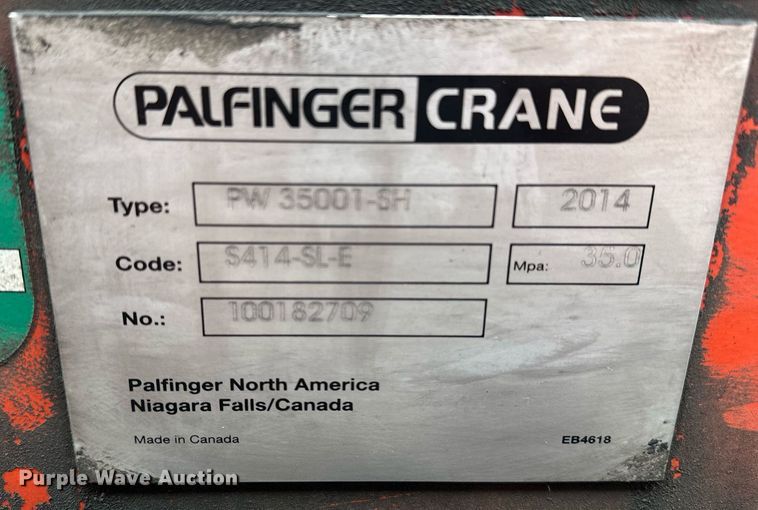 PALFINGER CRANE
Type: PW 35001-SH 2014
Code: S414-SL-E Mpa: 35.0
No.: 100182709
Palfinger North America
Niagara Falls/Canada
Made in Canada EB4618
Purple Wave Auction